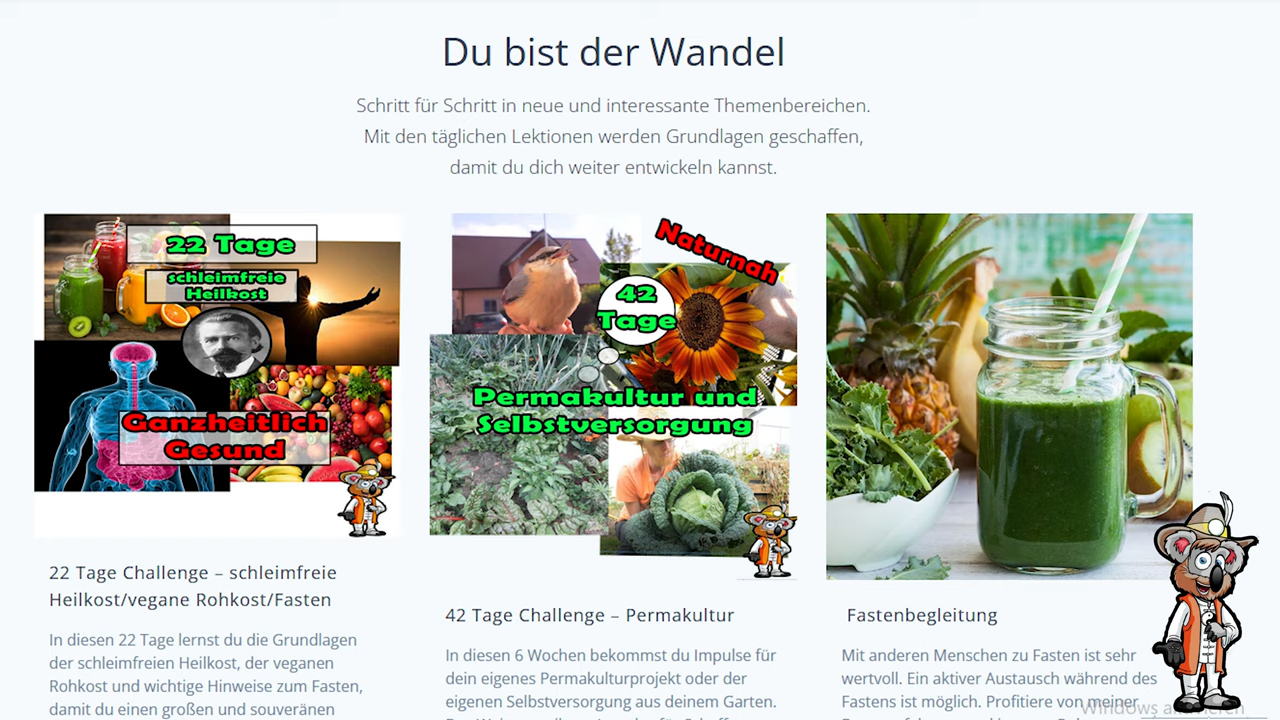 Du bist der Wandel
Schritt für Schritt in neue und interessante Themenbereichen.
Mit den täglichen Lektionen werden Grundlagen geschaffen,
damit du dich weiter entwickeln kannst.
22 Tage
schleimfreie
Heilkost
Ganzheitlich
Gesund
22 Tage Challenge – schleimfreie
Heilkost/vegane Rohkost/Fasten
In diesen 22 Tage lernst du die Grundlagen
der schleimfreien Heilkost, der veganen
Rohkost und wichtige Hinweise zum Fasten,
damit du einen großen und souveränen
Naturnah
42
Tage
Permakultur und
Selbstversorgung
42 Tage Challenge – Permakultur
In diesen 6 Wochen bekommst du Impulse für
dein eigenes Permakulturprojekt oder der
eigenen Selbstversorgung aus deinem Garten.
Fastenbegleitung
Mit anderen Menschen zu Fasten ist sehr
wertvoll. Ein aktiver Austausch während des
Fastens ist möglich. Profitiere von meiner
Windows